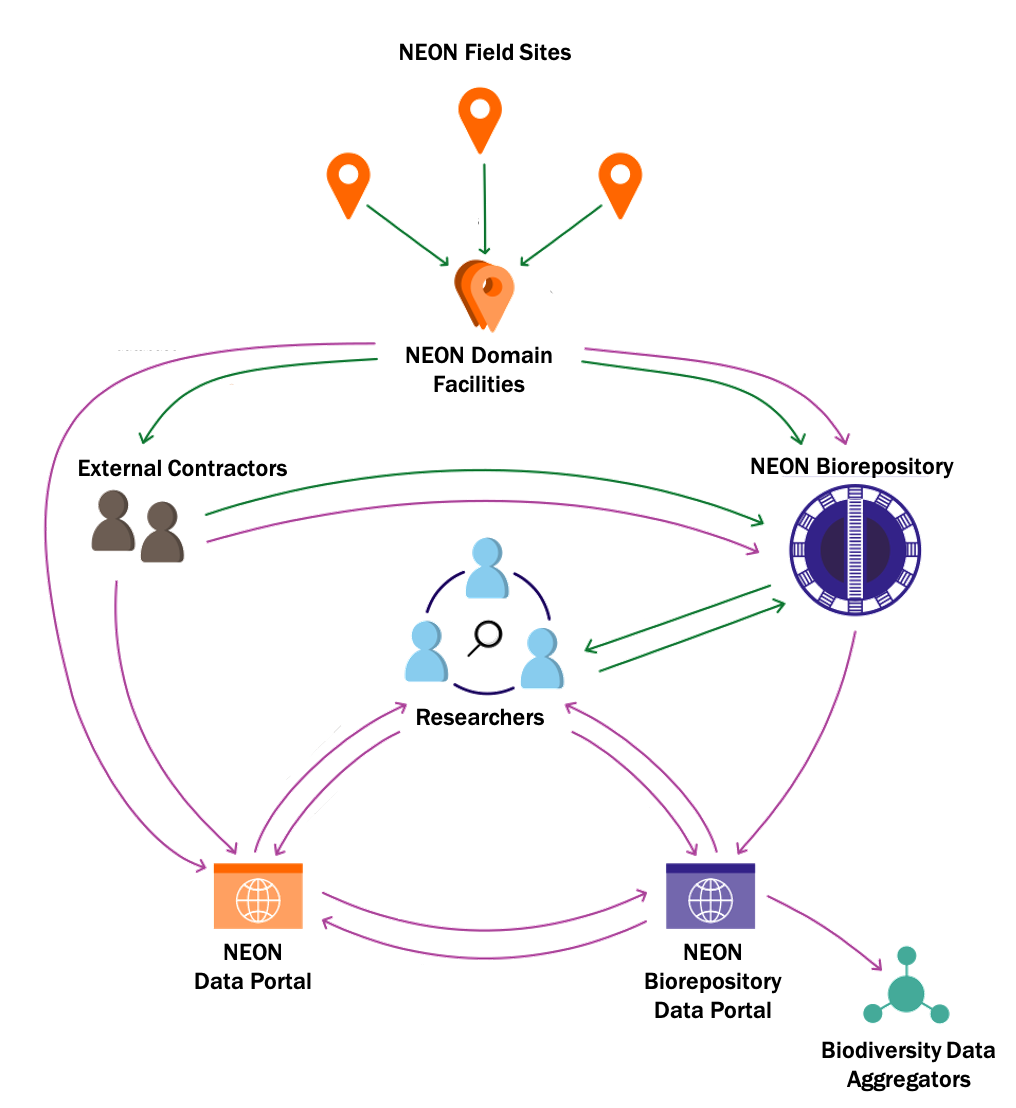 NEON Field Sites
NEON Domain
Facilities
External Contractors
NEON Biorepository
Researchers
NEON
Data Portal
NEON
Biorepository
Data Portal
Biodiversity Data
Aggregators